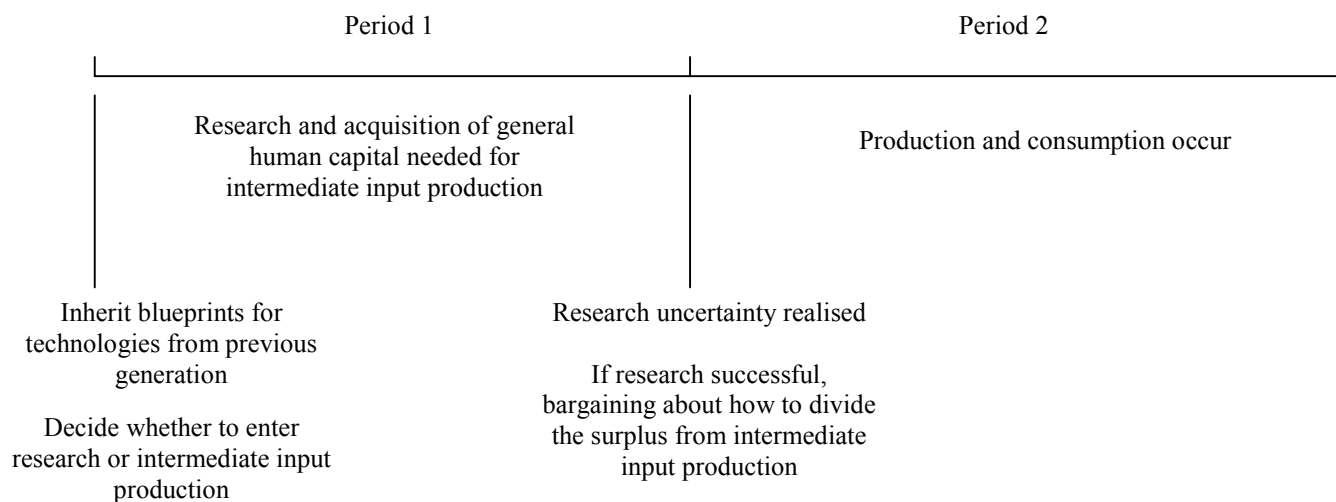 Period 1
Period 2
Research and acquisition of general
human capital needed for
intermediate input production
Production and consumption occur
Inherit blueprints for
technologies from previous
generation
Decide whether to enter
research or intermediate input
production
Research uncertainty realised
If research successful,
bargaining about how to divide
the surplus from intermediate
input production